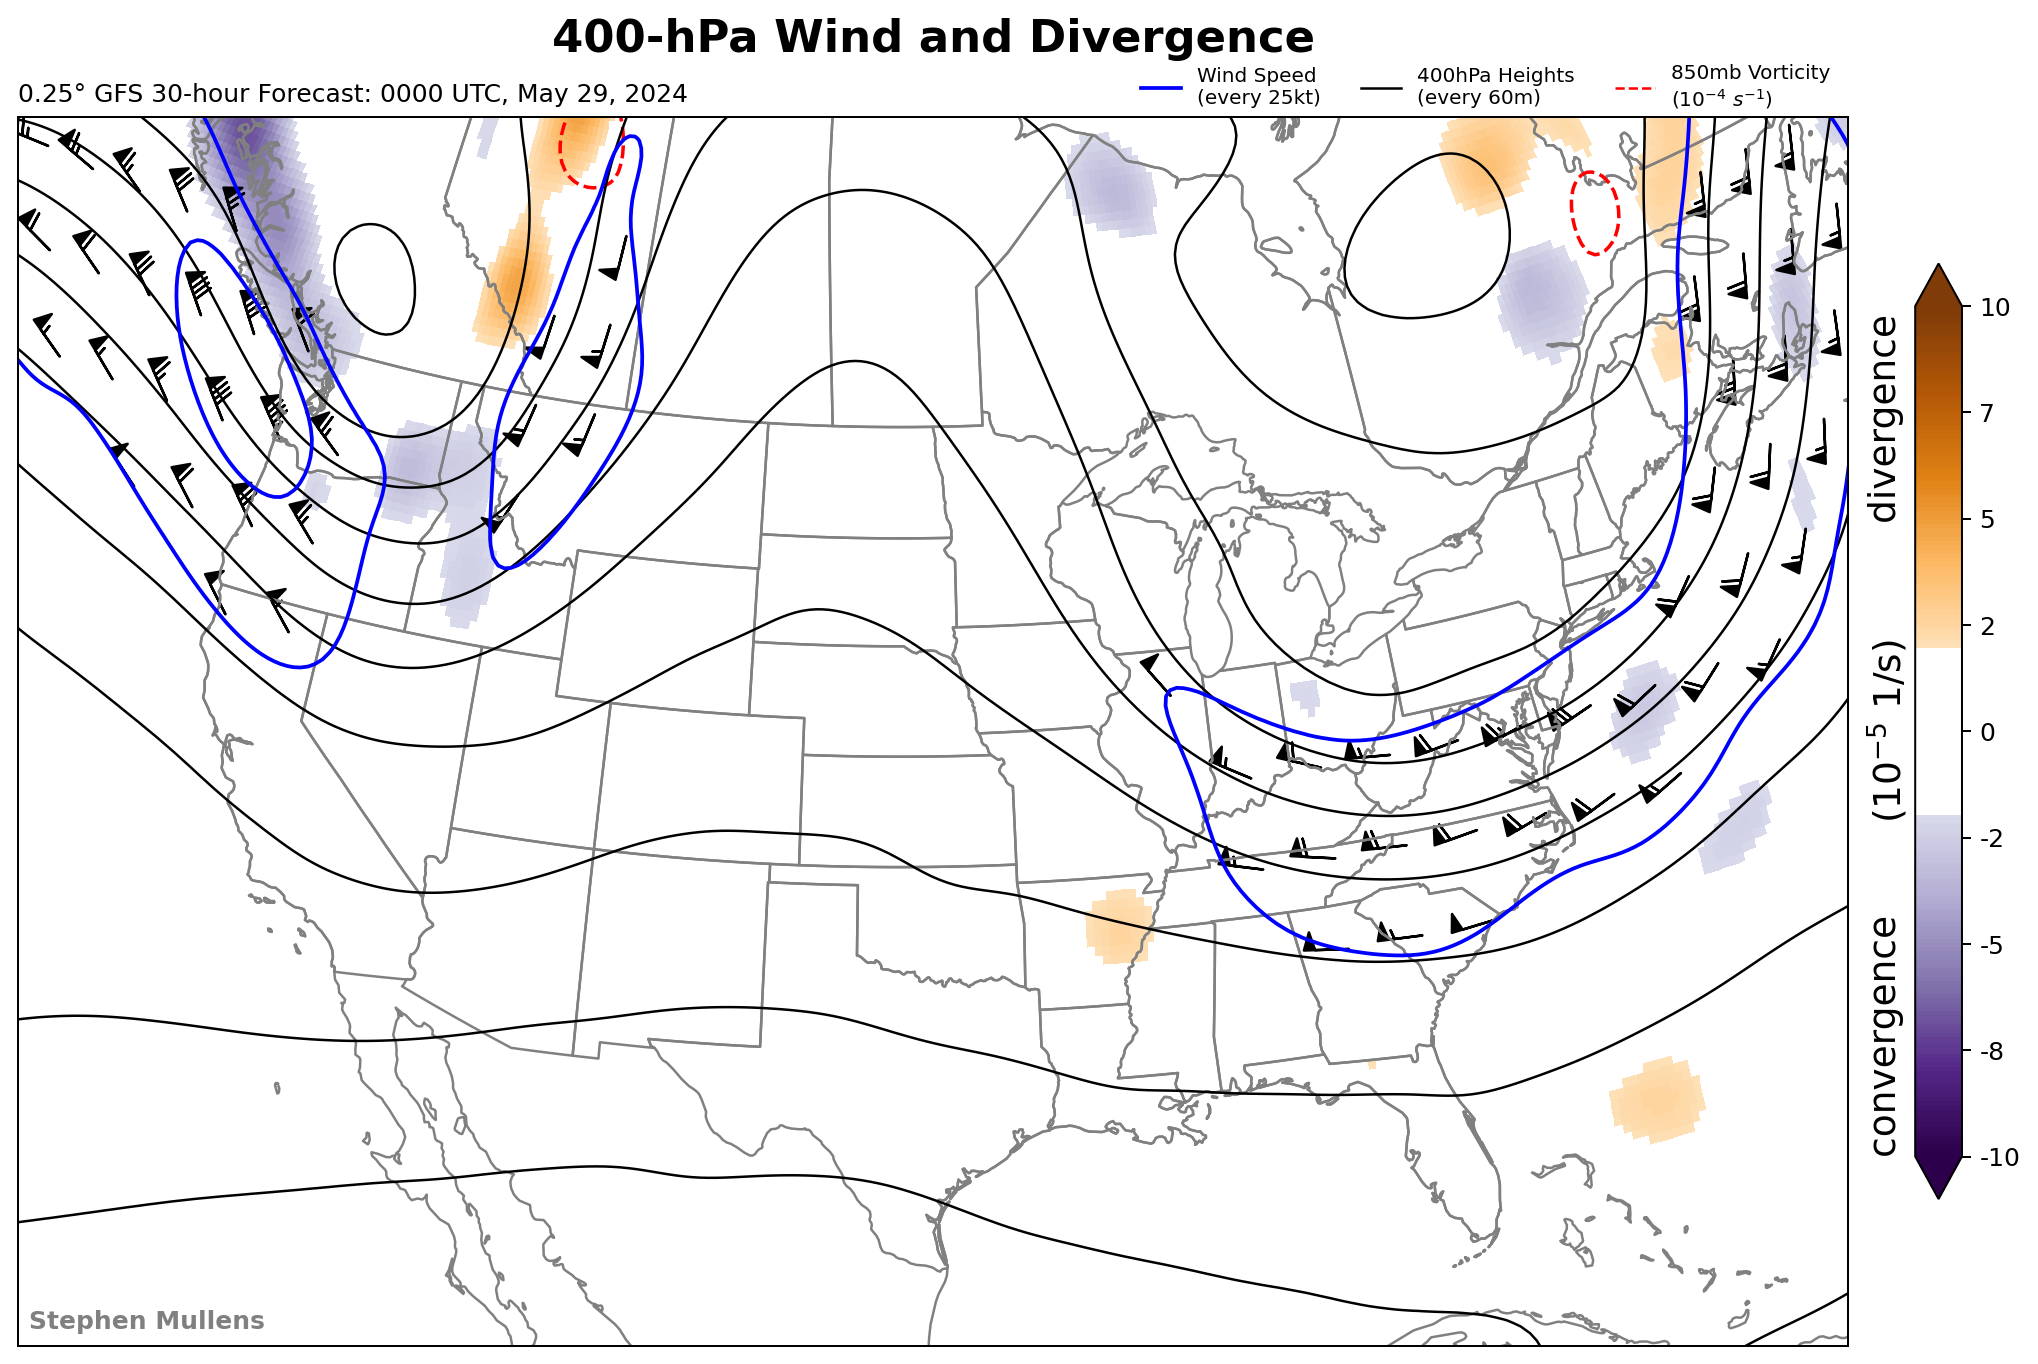 400-hPa Wind and Divergence
0.25° GFS 30-hour Forecast: 0000 UTC, May 29, 2024
Wind Speed
(every 25kt)
400hPa Heights
(every 60m)
850mb Vorticity
(10⁻⁴ s⁻¹)
10
7
5
2
0
-2
-5
-8
-10
convergence (10⁻⁵ 1/s) divergence
Stephen Mullens